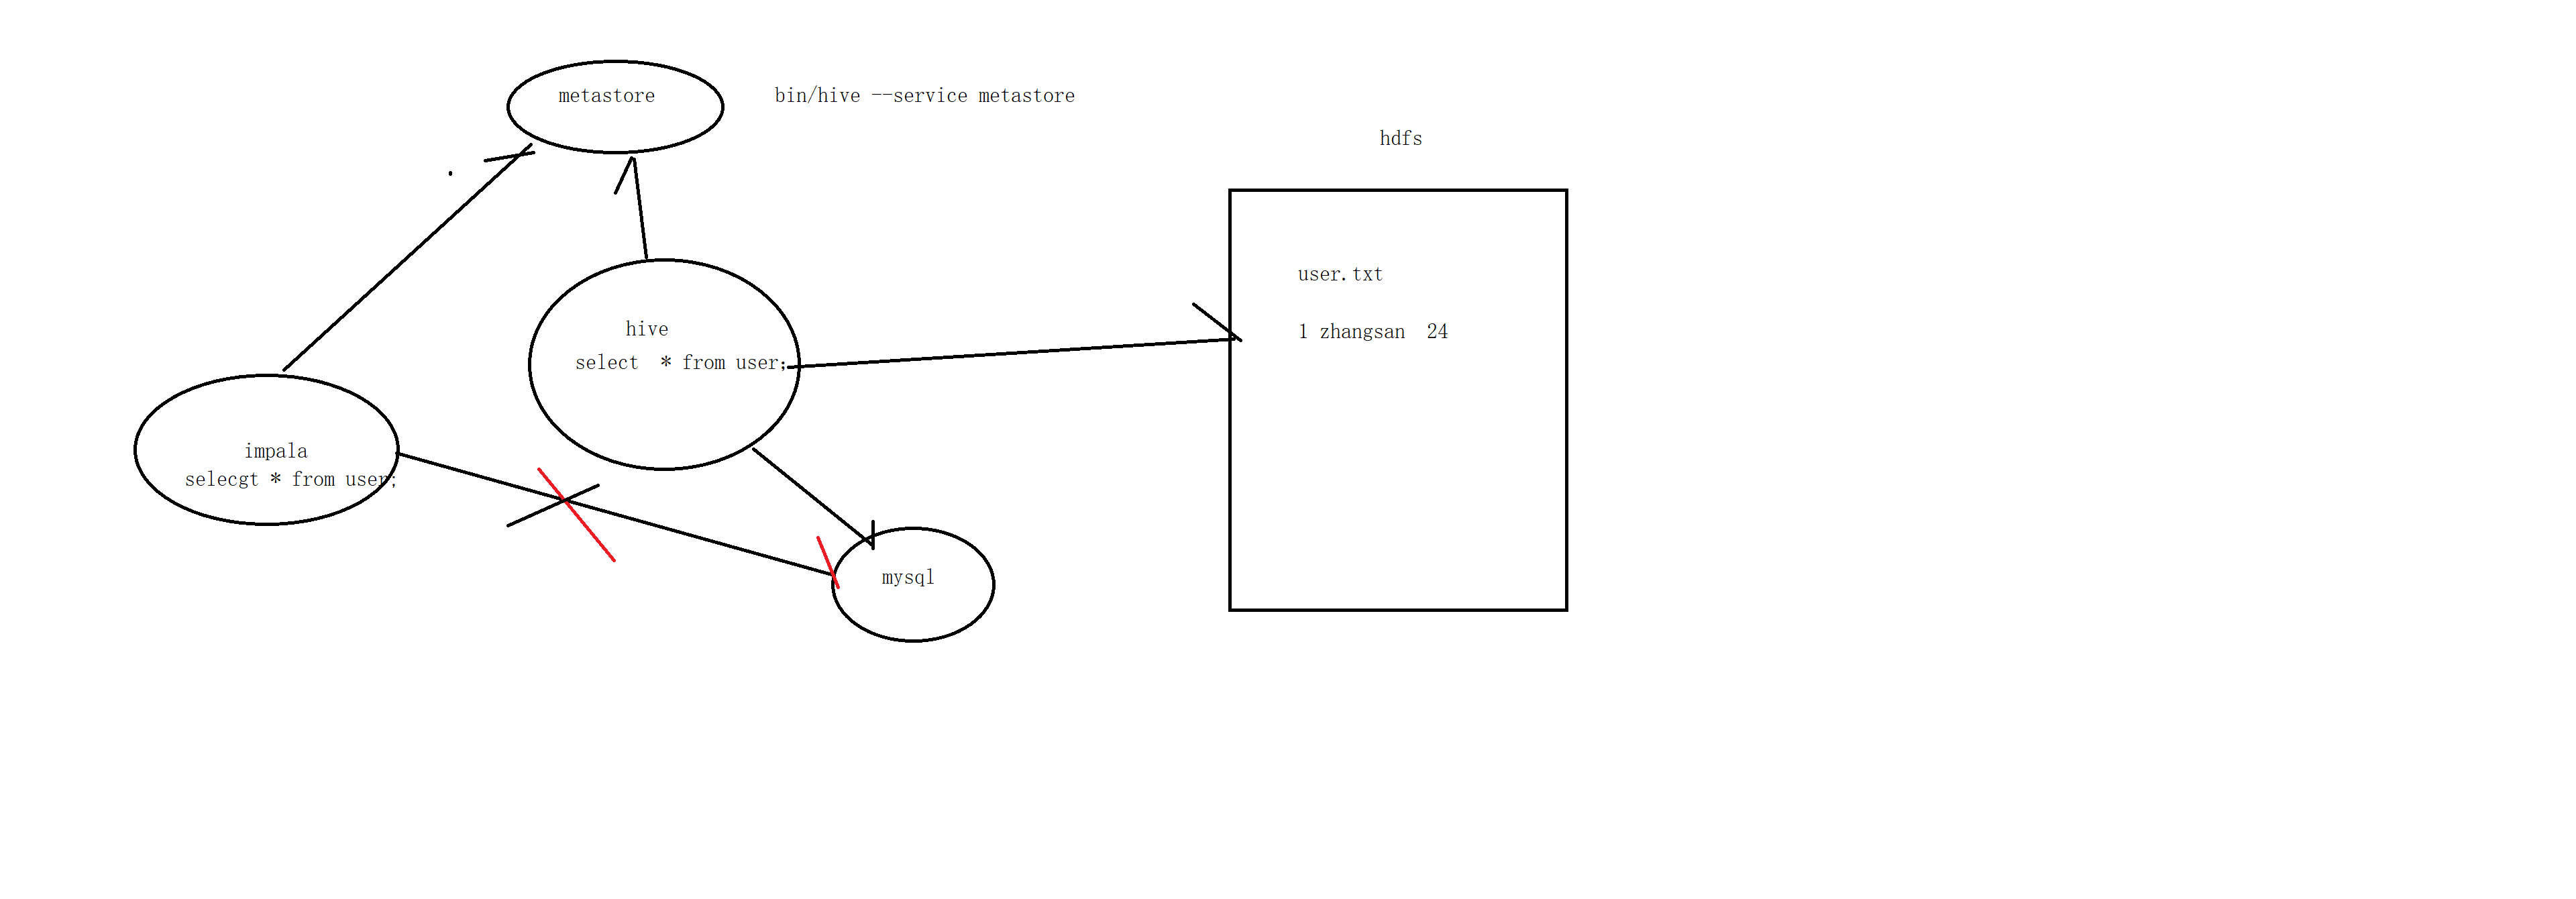 metastore
bin/hive --service metastore
hdfs
user.txt
1 zhangsan  24
hive
select  * from user;
impala
selecgt * from user;
mysql